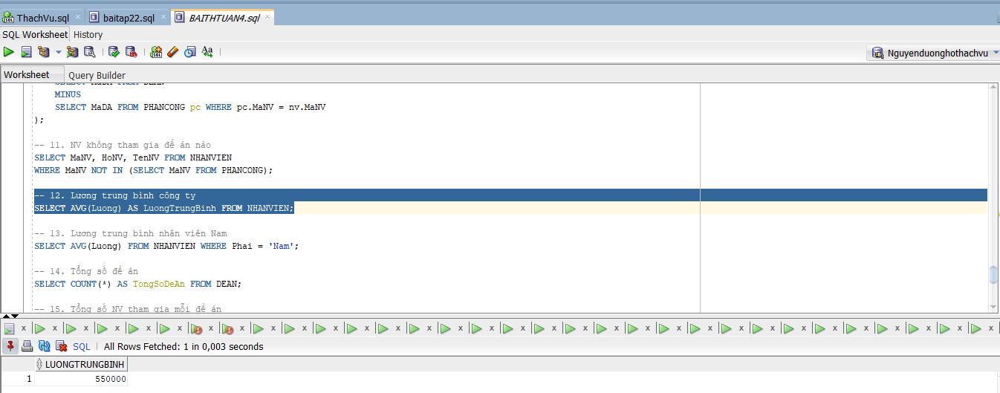 ThachVu.sql baitap22.sql BAITHTUAN4.sql
SQL Worksheet History
Nguyenduonghothachvu
Worksheet Query Builder
SELECT MaDA FROM DEAN
MINUS
SELECT MaDA FROM PHANCONG pc WHERE pc.MaNV = nv.MaNV
);
-- 11. NV không tham gia đề án nào
SELECT MaNV, HoNV, TenNV FROM NHANVIEN
WHERE MaNV NOT IN (SELECT MaNV FROM PHANCONG);
-- 12. Lương trung bình công ty
SELECT AVG(Luong) AS LuongTrungBinh FROM NHANVIEN;
-- 13. Lương trung bình nhân viên Nam
SELECT AVG(Luong) FROM NHANVIEN WHERE Phai = 'Nam';
-- 14. Tổng số đề án
SELECT COUNT(*) AS TongSoDeAn FROM DEAN;
-- 15. Tổng số NV tham gia mỗi đề án
SQL All Rows Fetched: 1 in 0,003 seconds
LUONGTRUNGBINH
1 550000